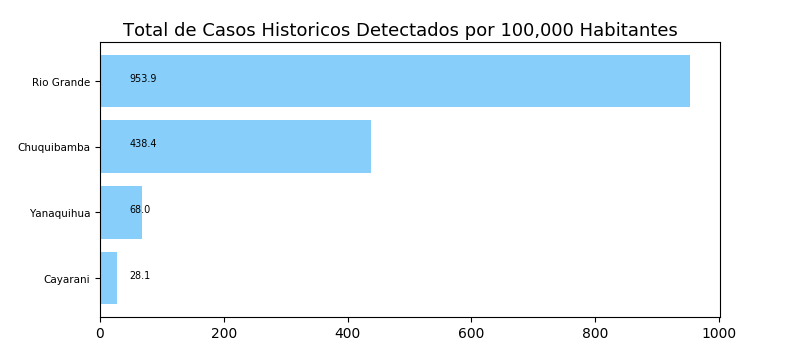 Total de Casos Historicos Detectados por 100,000 Habitantes
Rio Grande 953.9
Chuquibamba 438.4
Yanaquihua 68.0
Cayarani 28.1
0 200 400 600 800 1000